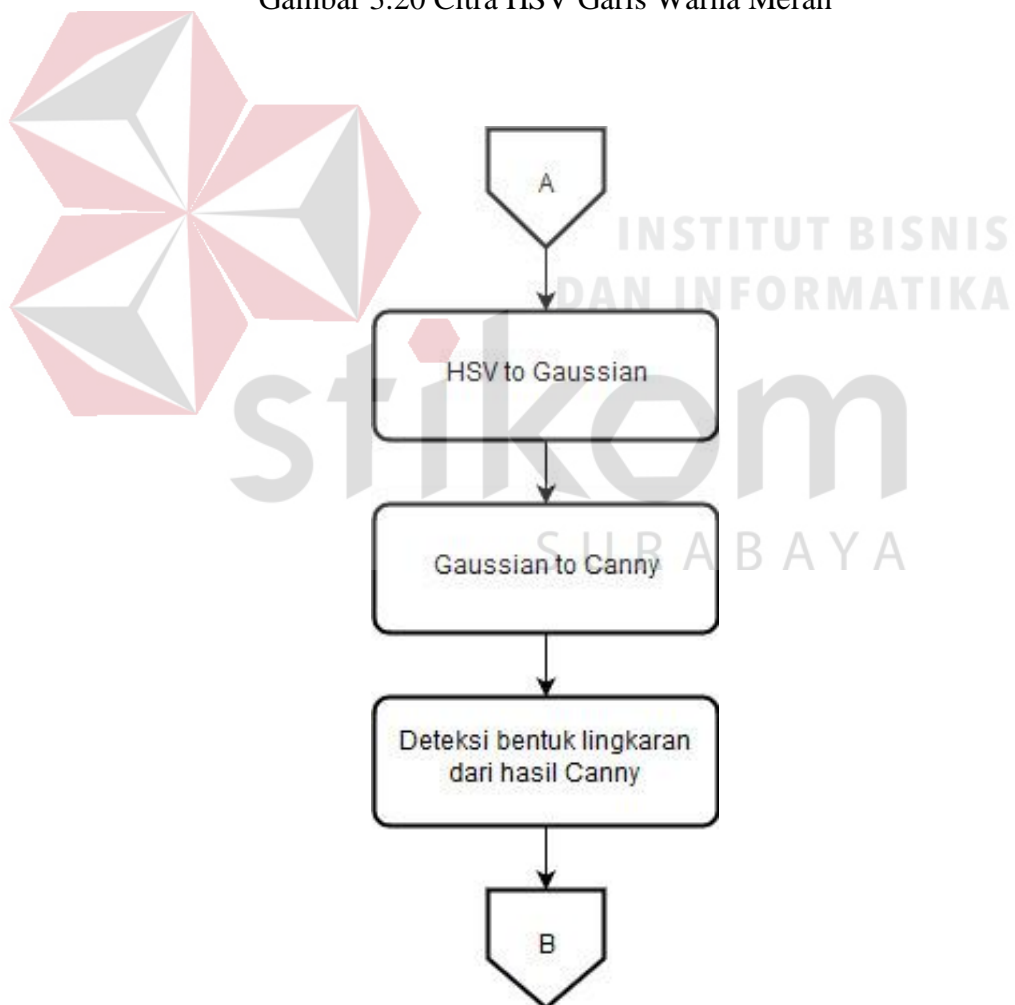 Gambar 3.20 Citra HSV Garis Warna Merah
A
INSTITUT BISNIS
DAN INFORMATIKA
HSV to Gaussian
stikom
Gaussian to Canny
SURABAYA
Deteksi bentuk lingkaran
dari hasil Canny
B